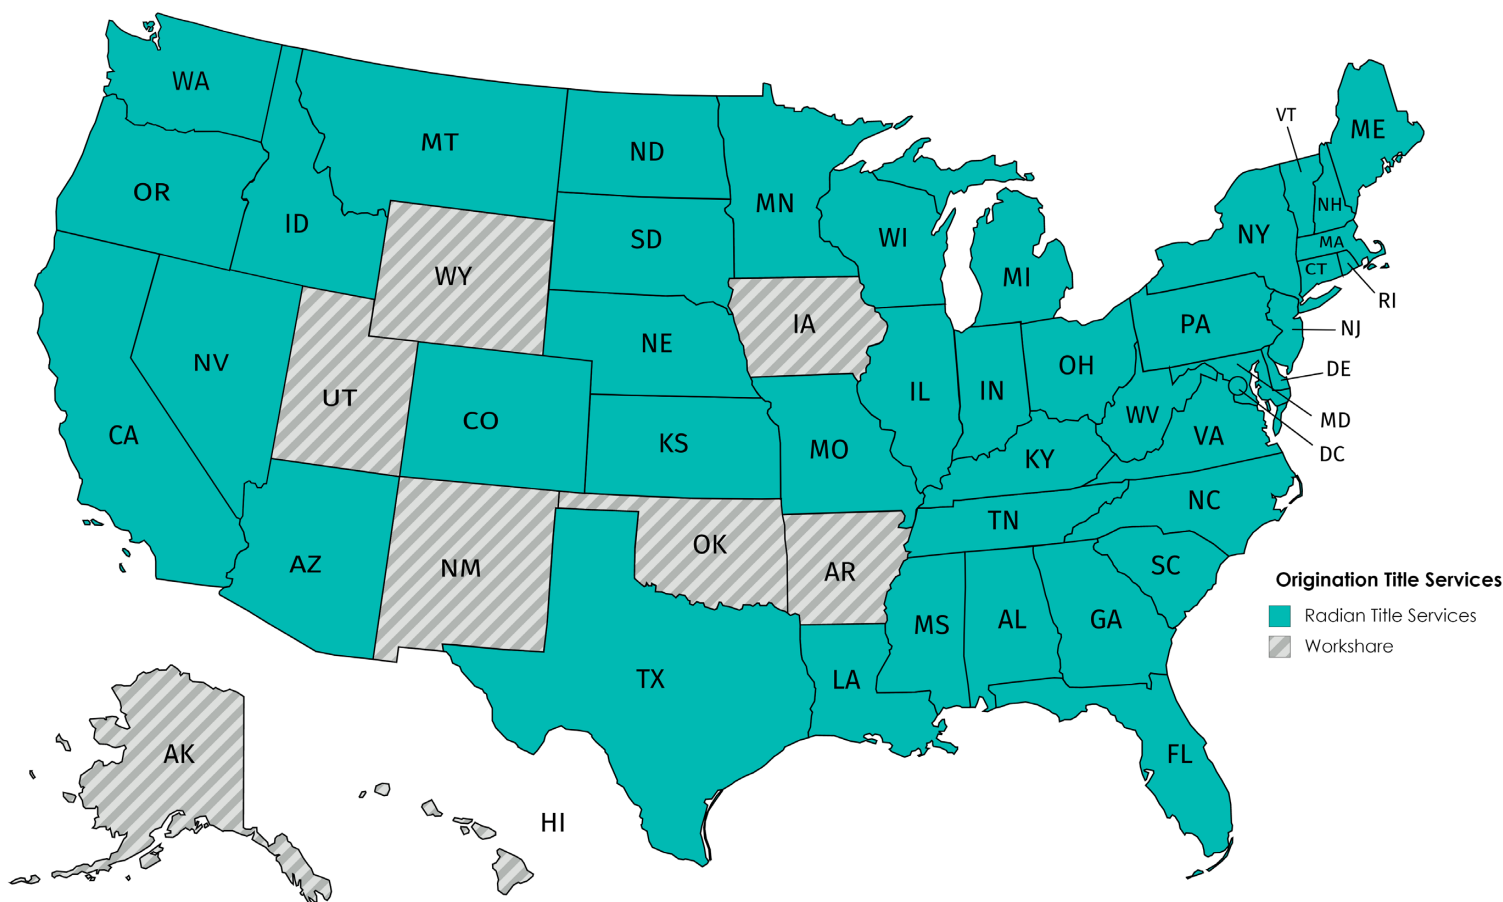 WA
MT
ND
MN
OR
ID
SD
WI
MI
VT
ME
NH
NY
MA
CT
RI
WY
IA
NE
PA
NJ
NV
UT
CO
KS
MO
IL
IN
OH
DE
WV
VA
MD
DC
CA
KY
AZ
NM
OK
AR
TN
NC
SC
MS
AL
GA
TX
LA
FL
AK
HI
Origination Title Services
Radian Title Services
Workshare